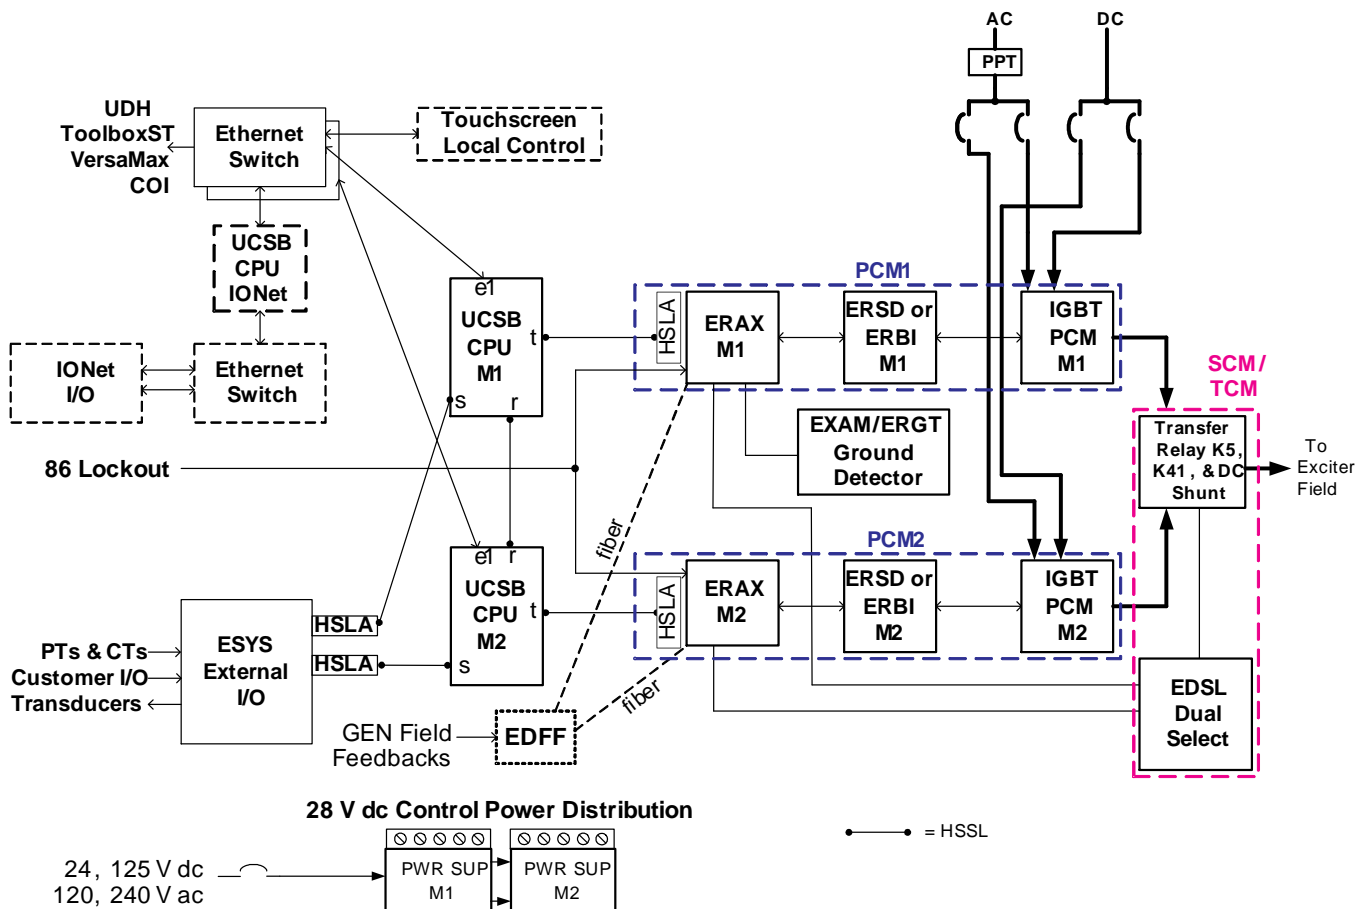 AC
DC
PPT
UDH
ToolboxST
VersaMax
COI
Ethernet
Switch
Touchscreen
Local Control
UCSB
CPU
IONet
IONet
I/O
Ethernet
Switch
e1
UCSB
CPU
M1
t
s
r
PCM1
HSLA
ERAX
M1
ERSD or
ERBI
M1
IGBT
PCM
M1
SCM/
TCM
EXAM/ERGT
Ground
Detector
Transfer
Relay K5,
K41, & DC
Shunt
To
Exciter
Field
86 Lockout
fiber
PCM2
e1
r
UCSB
CPU
M2
t
s
HSLA
ERAX
M2
ERSD or
ERBI
M2
IGBT
PCM
M2
HSLA
HSLA
ESYS
External
I/O
PTs & CTs
Customer I/O
Transducers
fiber
GEN Field
Feedbacks
EDFF
EDSL
Dual
Select
28 V dc Control Power Distribution
= HSSL
24, 125 V dc
120, 240 V ac
PWR SUP
M1
PWR SUP
M2